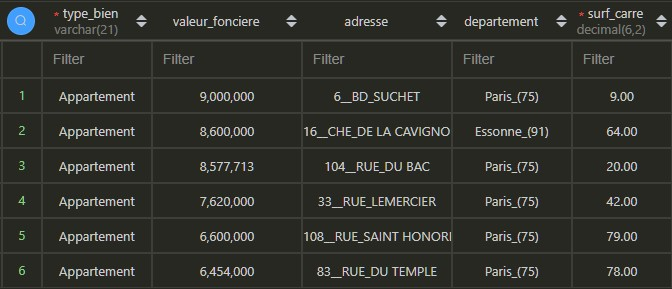 * type_bien valeur_fonciere adresse departement * surf_carre
varchar(21) decimal(6,2)
Filter Filter Filter Filter Filter
1 Appartement 9,000,000 6__BD_SUCHET Paris_(75) 9.00
2 Appartement 8,600,000 16__CHE_DE LA CAVIGNO Essonne_(91) 64.00
3 Appartement 8,577,713 104__RUE_DU BAC Paris_(75) 20.00
4 Appartement 7,620,000 33__RUE_LEMERCIER Paris_(75) 42.00
5 Appartement 6,600,000 108__RUE_SAINT HONORI Paris_(75) 79.00
6 Appartement 6,454,000 83__RUE_DU TEMPLE Paris_(75) 78.00